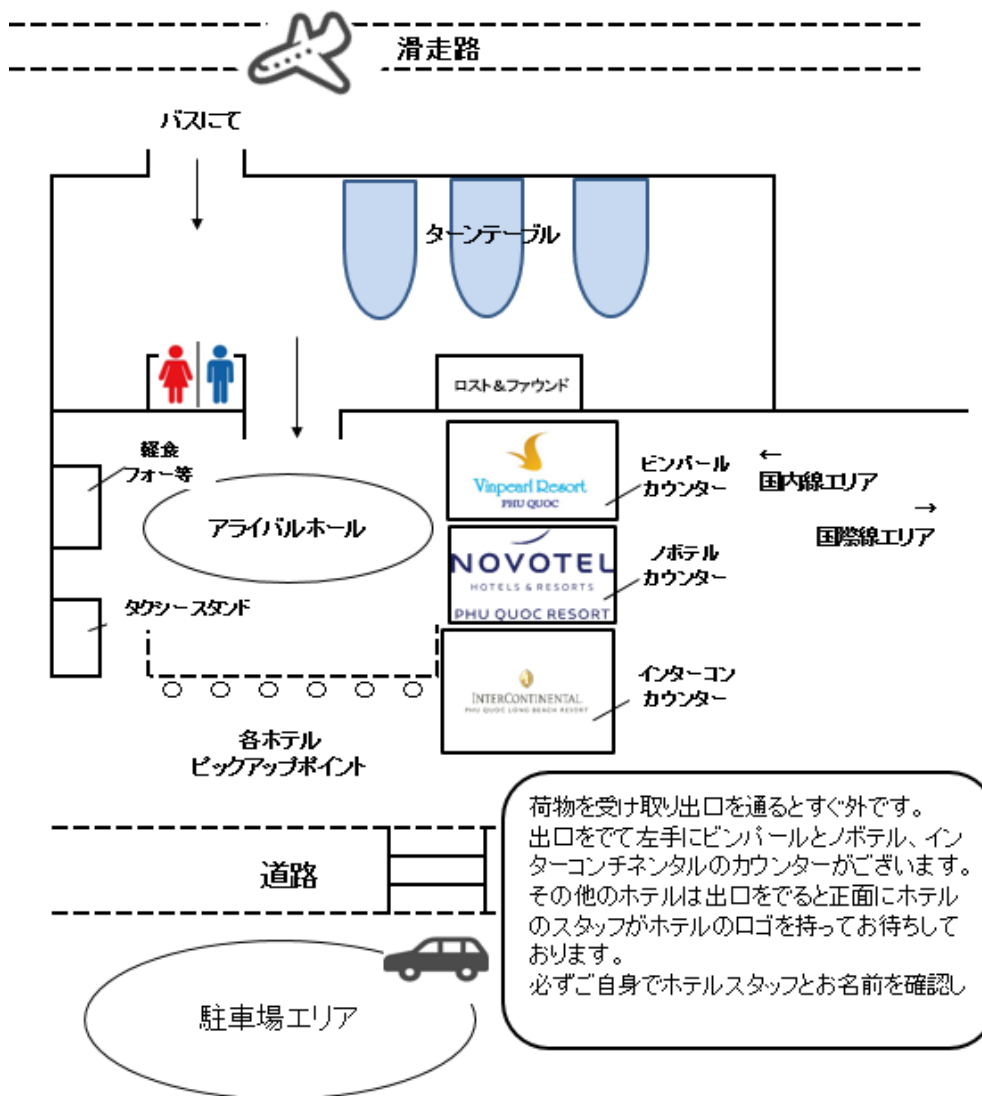 滑走路
バスにて
ターンテーブル
ロスト&ファウンド
軽食
フォー等
アライバルホール
Vinpearl Resort
PHU QUOC
ビンパール
カウンター
←
国内線エリア
→
国際線エリア
NOVOTEL
HOTELS & RESORTS
PHU QUOC RESORT
ノボテル
カウンター
タクシースタンド
INTERCONTINENTAL
PHU QUOC LONG BEACH RESORT
インターコン
カウンター
各ホテル
ピックアップポイント
荷物を受け取り出口を通るとすぐ外です。
出口をでて左手にビンパールとノボテル、イン
ターコンチネンタルのカウンターがございます。
その他のホテルは出口をでると正面にホテル
のスタッフがホテルのロゴを持ってお待ちして
おります。
必ずご自身でホテルスタッフとお名前を確認し
道路
駐車場エリア